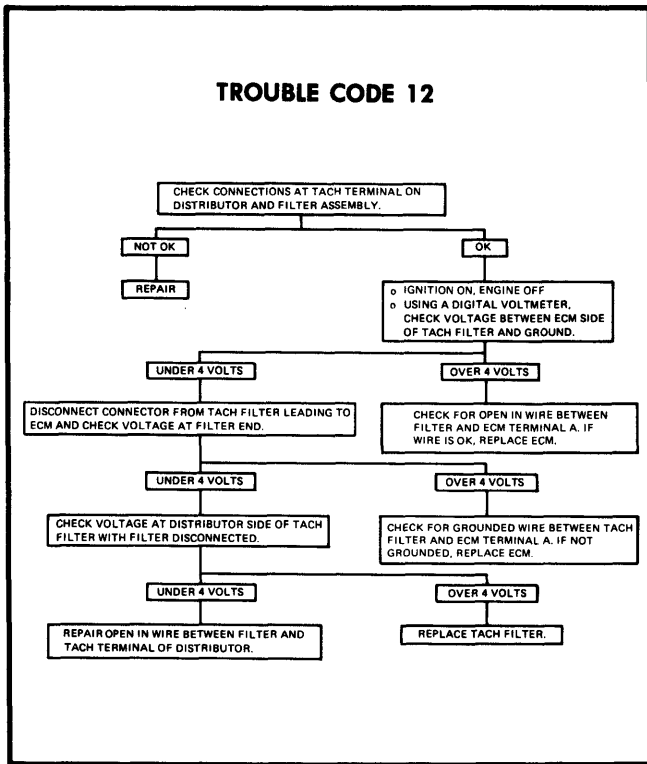 TROUBLE CODE 12
CHECK CONNECTIONS AT TACH TERMINAL ON
DISTRIBUTOR AND FILTER ASSEMBLY.
NOT OK
OK
REPAIR
o IGNITION ON, ENGINE OFF
o USING A DIGITAL VOLTMETER,
CHECK VOLTAGE BETWEEN ECM SIDE
OF TACH FILTER AND GROUND.
UNDER 4 VOLTS
OVER 4 VOLTS
DISCONNECT CONNECTOR FROM TACH FILTER LEADING TO
ECM AND CHECK VOLTAGE AT FILTER END.
CHECK FOR OPEN IN WIRE BETWEEN
FILTER AND ECM TERMINAL A. IF
WIRE IS OK, REPLACE ECM.
UNDER 4 VOLTS
OVER 4 VOLTS
CHECK VOLTAGE AT DISTRIBUTOR SIDE OF TACH
FILTER WITH FILTER DISCONNECTED.
CHECK FOR GROUNDED WIRE BETWEEN TACH
FILTER AND ECM TERMINAL A. IF NOT
GROUNDED, REPLACE ECM.
UNDER 4 VOLTS
OVER 4 VOLTS
REPAIR OPEN IN WIRE BETWEEN FILTER AND
TACH TERMINAL OF DISTRIBUTOR.
REPLACE TACH FILTER.